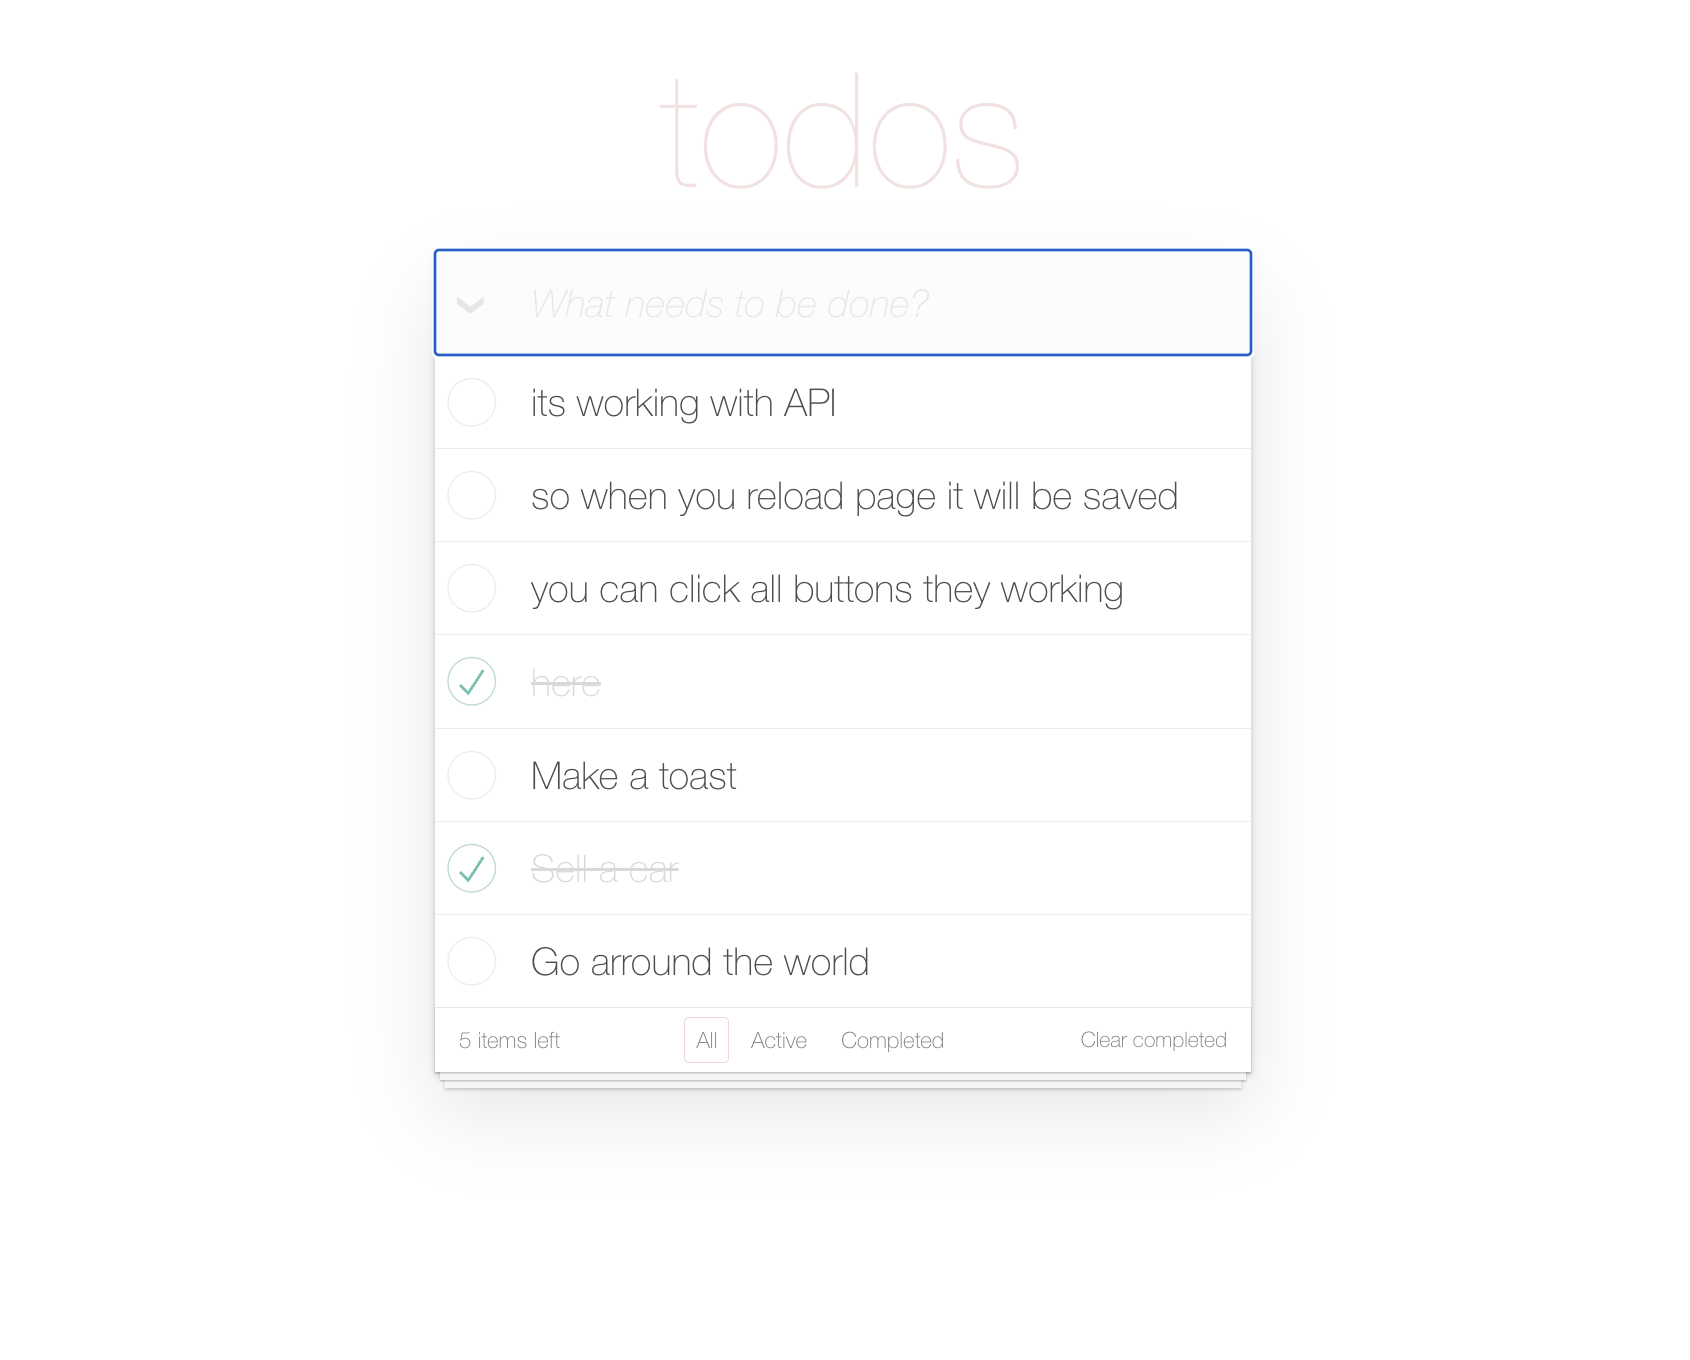 todos
What needs to be done?
its working with API
so when you reload page it will be saved
you can click all buttons they working
here
Make a toast
Sell a car
Go arround the world
5 items left All Active Completed Clear completed